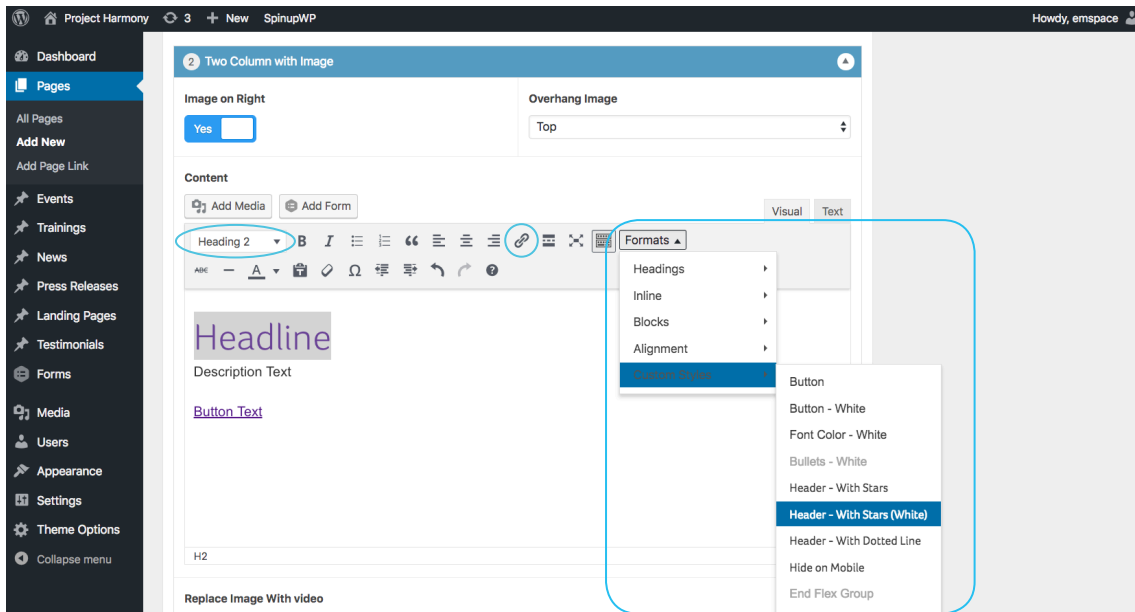 Project Harmony 3 New SpinupWP Howdy, emspace
Dashboard
Pages
All Pages
Add New
Add Page Link
Events
Trainings
News
Press Releases
Landing Pages
Testimonials
Forms
Media
Users
Appearance
Settings
Theme Options
Collapse menu
2 Two Column with Image
Image on Right Overhang Image
Yes Top
Content
Add Media Add Form Visual Text
Heading 2 B I Formats
ABC A Ω
Headline
Description Text
Button Text
H2
Replace Image With video
Headings
Inline
Blocks
Alignment
Custom Styles
Button
Button - White
Font Color - White
Bullets - White
Header - With Stars
Header - With Stars (White)
Header - With Dotted Line
Hide on Mobile
End Flex Group